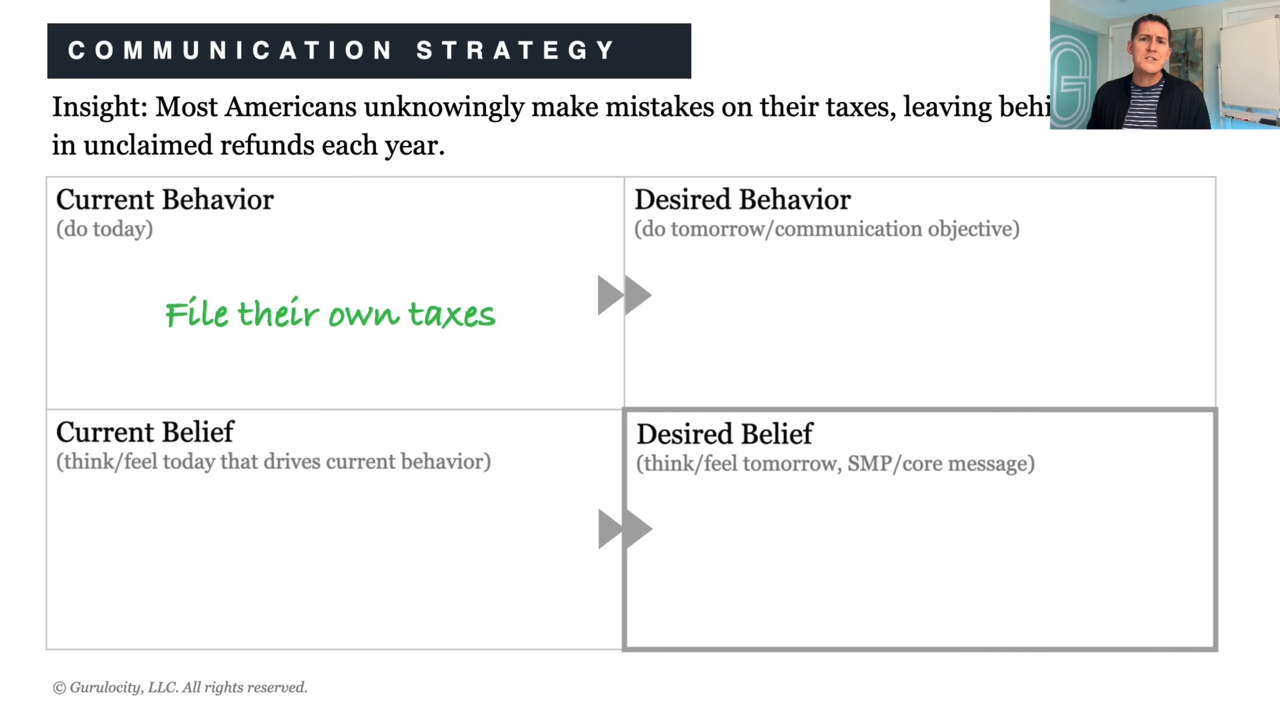 COMMUNICATION STRATEGY
Insight: Most Americans unknowingly make mistakes on their taxes, leaving
in unclaimed refunds each year.
Current Behavior
(do today)
File their own taxes
Desired Behavior
(do tomorrow/communication objective)
Current Belief
(think/feel today that drives current behavior)
Desired Belief
(think/feel tomorrow, SMP/core message)
© Gurulocity, LLC. All rights reserved.